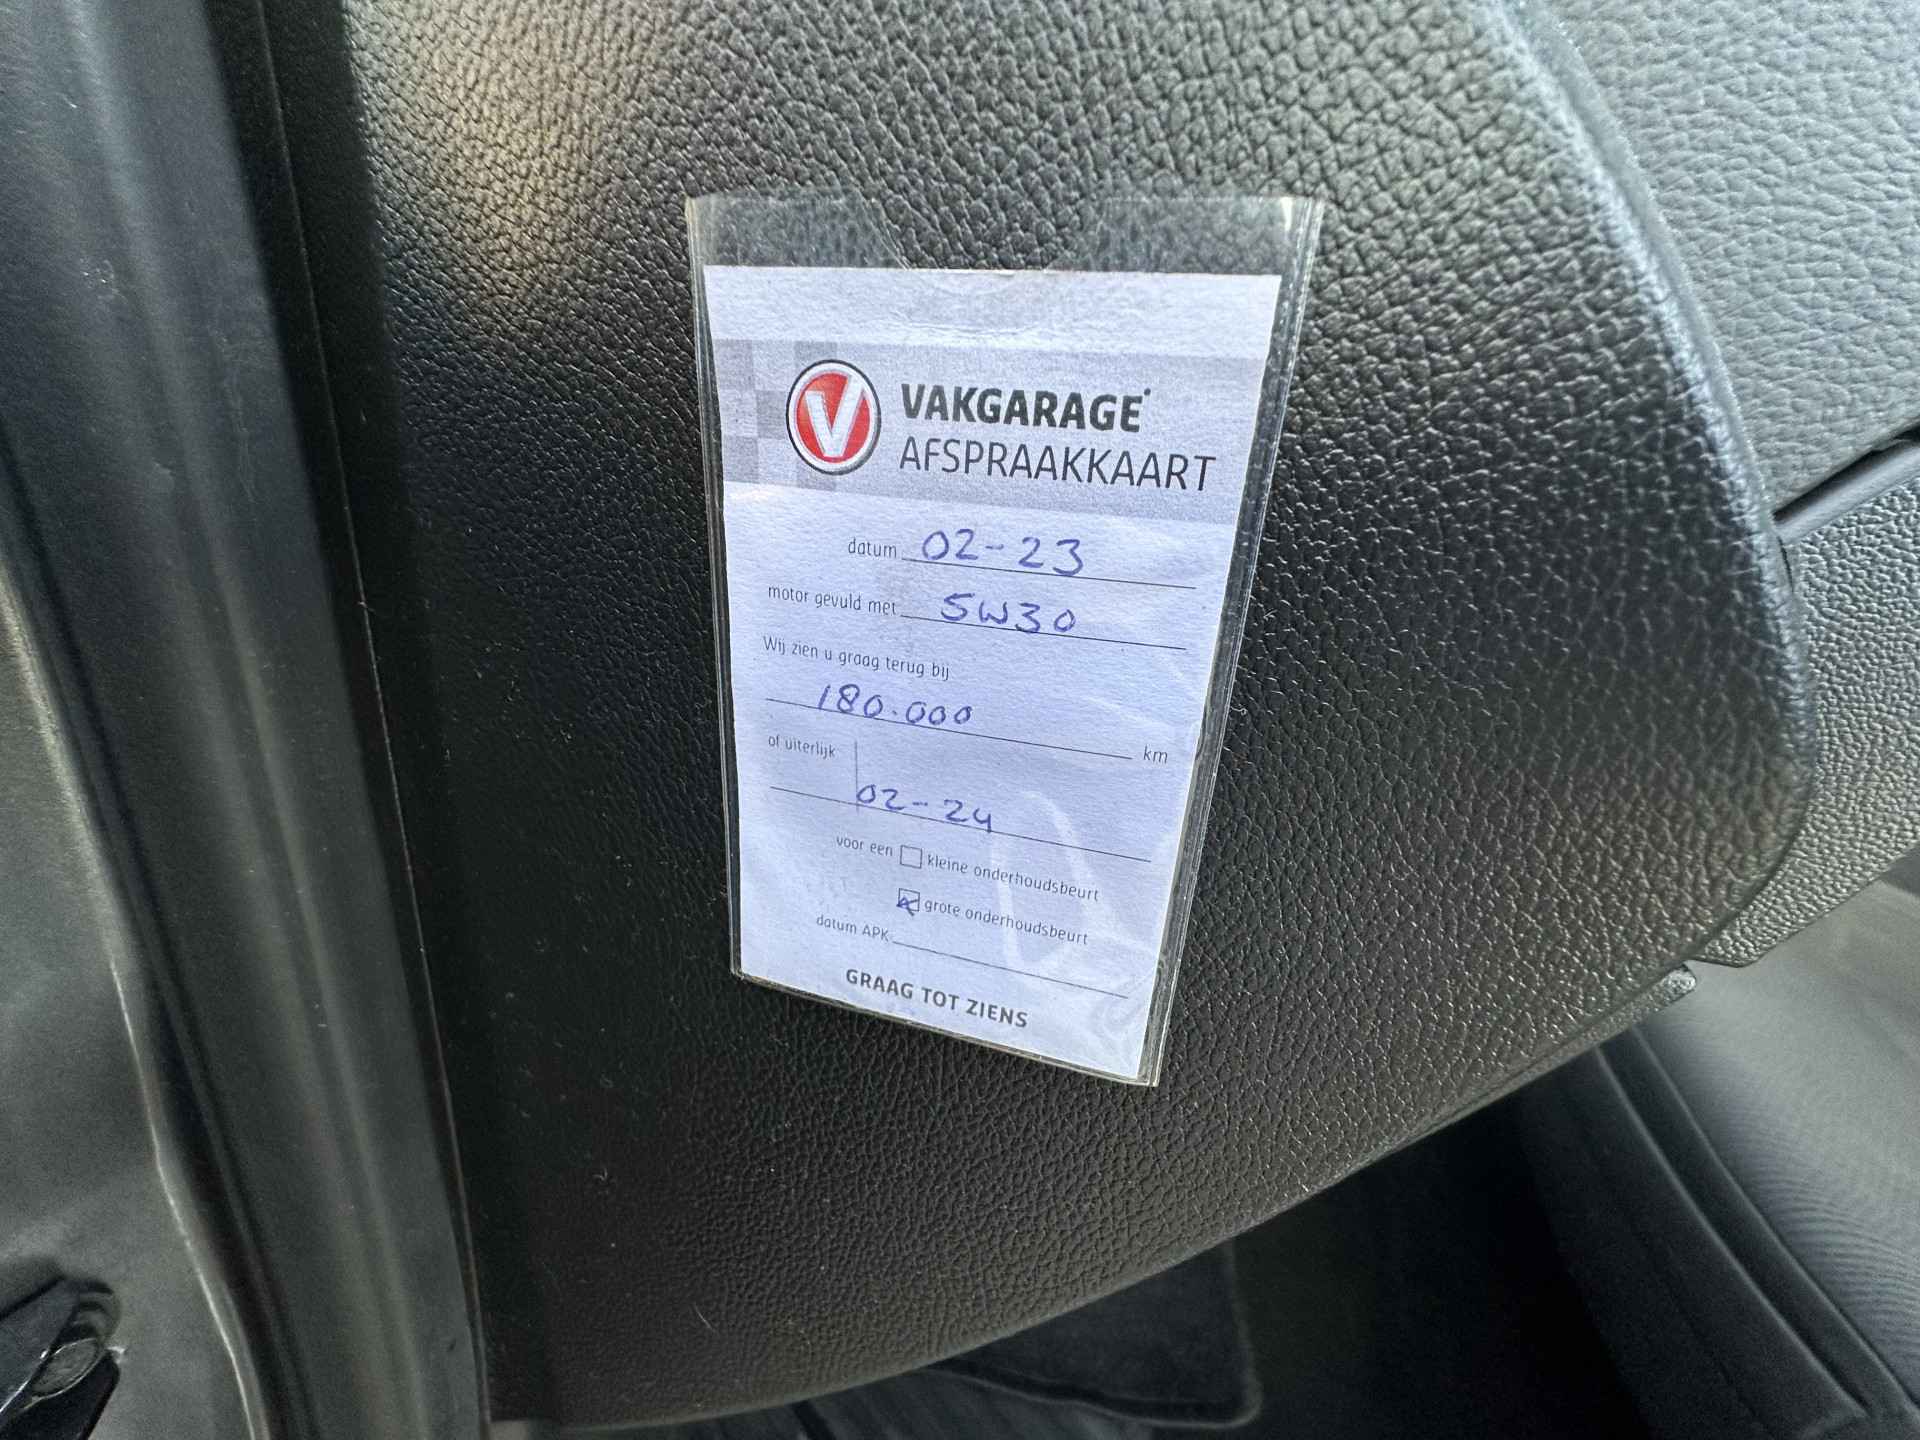 V VAKGARAGE
AFSPRAAKKAART
datum 02-23
motor gevuld met 5W30
Wij zien u graag terug bij
180.000 km
of uiterlijk
02-24
voor een kleine onderhoudsbeurt
grote onderhoudsbeurt
datum APK
GRAAG TOT ZIENS